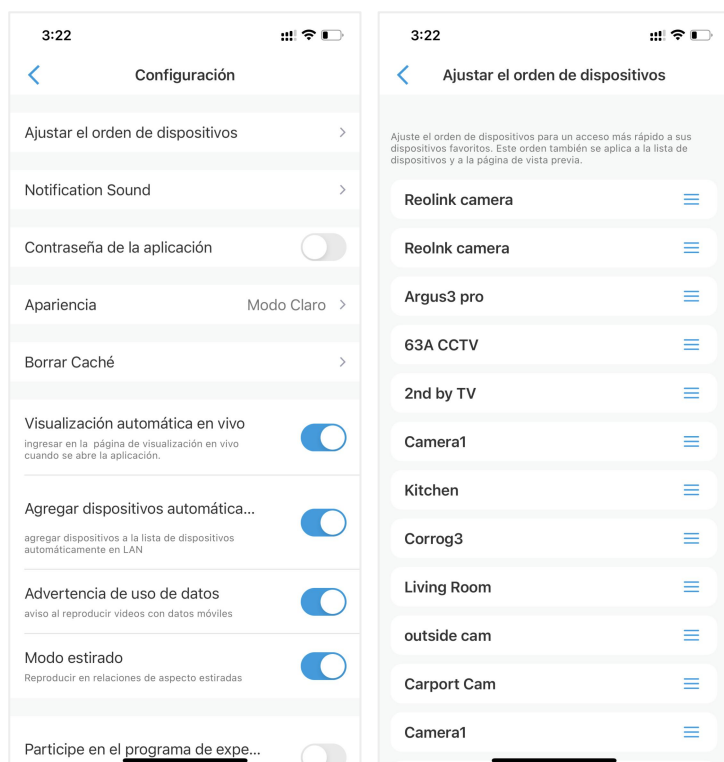 3:22
Configuración
Ajustar el orden de dispositivos
Notification Sound
Contraseña de la aplicación
Apariencia Modo Claro
Borrar Caché
Visualización automática en vivo
ingresar en la página de visualización en vivo
cuando se abre la aplicación.
Agregar dispositivos automática...
agregar dispositivos a la lista de dispositivos
automáticamente en LAN
Advertencia de uso de datos
aviso al reproducir videos con datos móviles
Modo estirado
Reproducir en relaciones de aspecto estiradas
Participe en el programa de expe...
3:22
Ajustar el orden de dispositivos
Ajuste el orden de dispositivos para un acceso más rápido a sus
dispositivos favoritos. Este orden también se aplica a la lista de
dispositivos y a la página de vista previa.
Reolink camera
Reolnk camera
Argus3 pro
63A CCTV
2nd by TV
Camera1
Kitchen
Corrog3
Living Room
outside cam
Carport Cam
Camera1